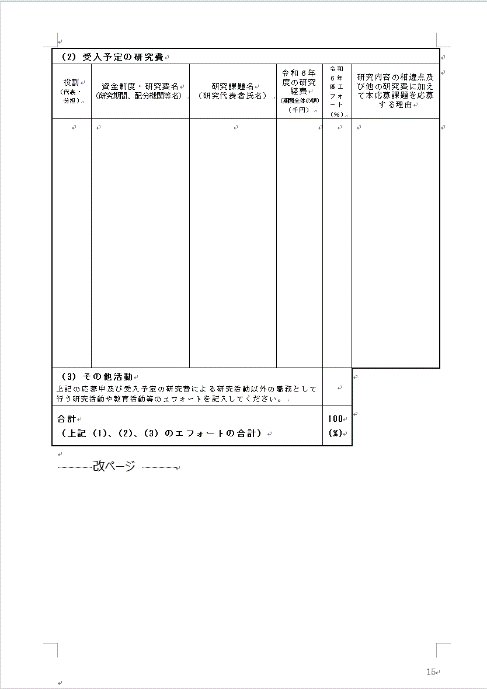 （2）受入予定の研究費
役割
（代表・
分担）
資金制度・研究費名
（研究期間、配分機関等名）
研究課題名
（研究代表者氏名）
令和６年
度の研究
経費
（期間全体の額）
（千円）
令和
６年
度エ
フォ
ート
（％）
研究内容の相違点及
び他の研究費に加え
て本応募課題を応募
する理由
（3）その他活動
上記の応募中及び受入予定の研究費による研究活動以外の職務として
行う研究活動や教育活動等のエフォートを記入してください。
合計
（上記（1）、（2）、（3）のエフォートの合計）
100
（％）
改ページ
15